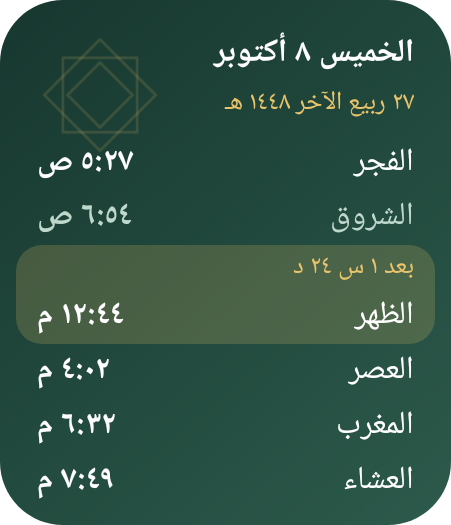 الخميس ٨ أكتوبر
٢٧ ربيع الآخر ١٤٤٨ هـ
الفجر ٥:٢٧ ص
الشروق ٦:٥٤ ص
بعد ١ س ٢٤ د
الظهر ١٢:٤٤ م
العصر ٤:٠٢ م
المغرب ٦:٣٢ م
العشاء ٧:٤٩ م